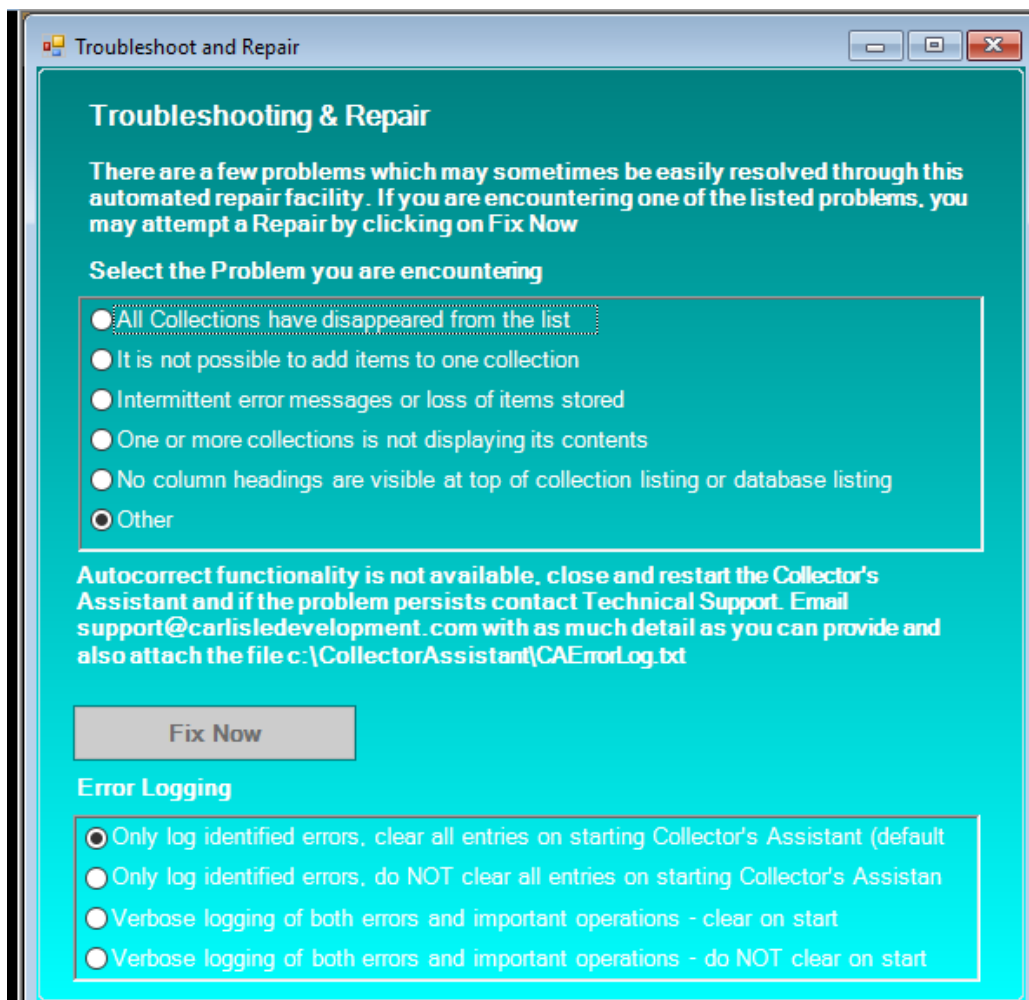 Troubleshoot and Repair
Troubleshooting & Repair
There are a few problems which may sometimes be easily resolved through this
automated repair facility. If you are encountering one of the listed problems, you
may attempt a Repair by clicking on Fix Now
Select the Problem you are encountering
All Collections have disappeared from the list
It is not possible to add items to one collection
Intermittent error messages or loss of items stored
One or more collections is not displaying its contents
No column headings are visible at top of collection listing or database listing
Other
Autocorrect functionality is not available, close and restart the Collector's
Assistant and if the problem persists contact Technical Support. Email
support@carlisledevelopment.com with as much detail as you can provide and
also attach the file c:\CollectorAssistant\CAErrorLog.txt
Fix Now
Error Logging
Only log identified errors, clear all entries on starting Collector's Assistant (default
Only log identified errors, do NOT clear all entries on starting Collector's Assistan
Verbose logging of both errors and important operations - clear on start
Verbose logging of both errors and important operations - do NOT clear on start